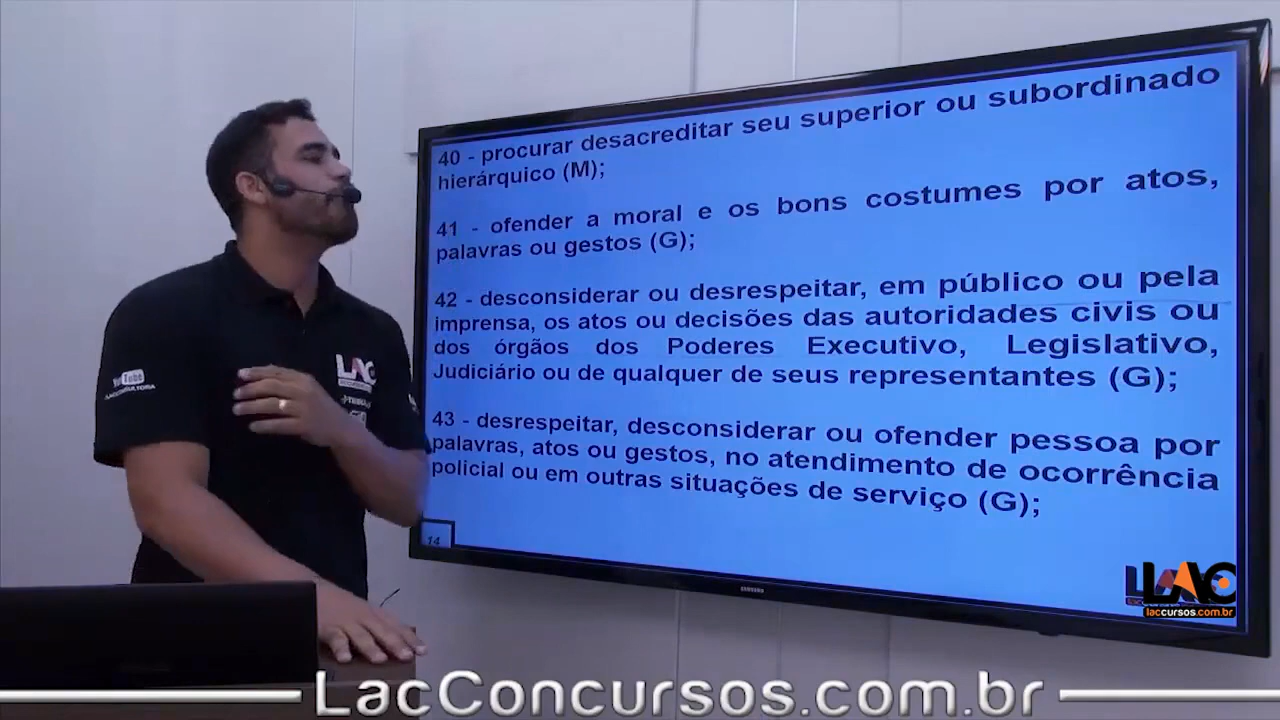 40 - procurar desacreditar seu superior ou subordinado
hierárquico (M);
41 - ofender a moral e os bons costumes por atos,
palavras ou gestos (G);
42 - desconsiderar ou desrespeitar, em público ou pela
imprensa, os atos ou decisões das autoridades civis ou
dos órgãos dos Poderes Executivo, Legislativo,
Judiciário ou de qualquer de seus representantes (G);
43 - desrespeitar, desconsiderar ou ofender pessoa por
palavras, atos ou gestos, no atendimento de ocorrência
policial ou em outras situações de serviço (G);
14
SAMSUNG
LAC
laccursos.com.br
YouTube
LAC
LacConcursos.com.br